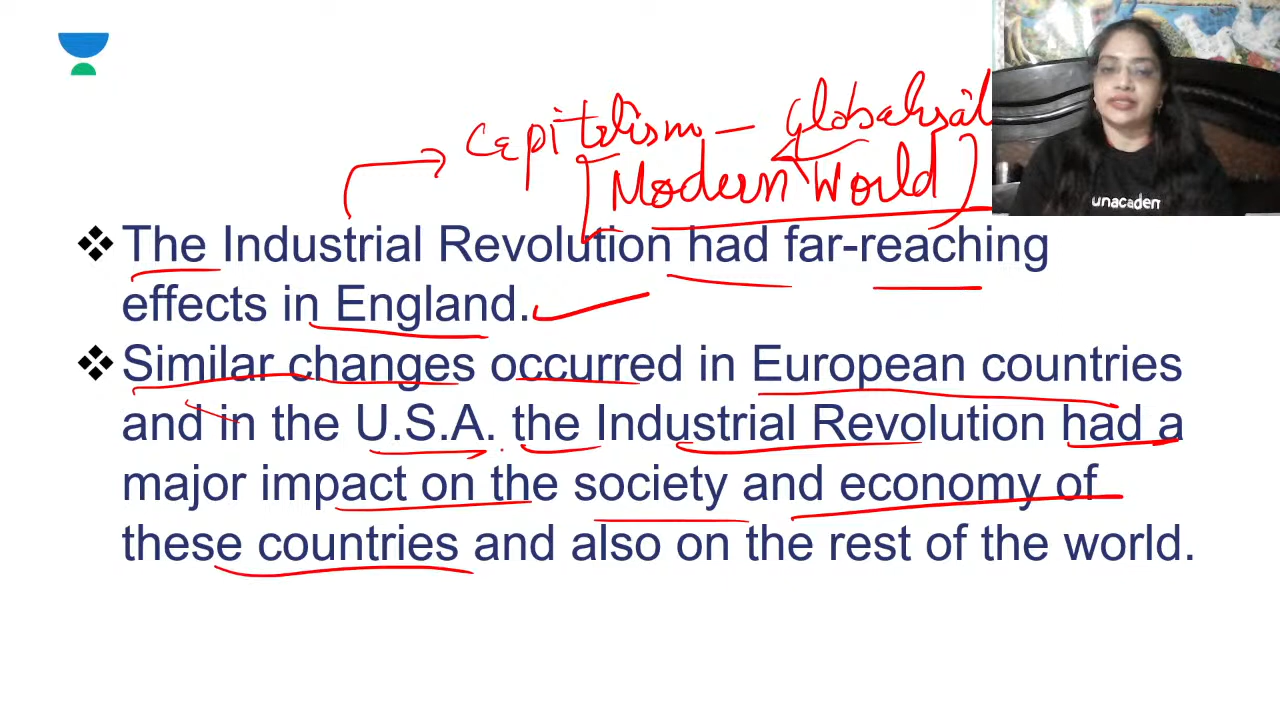 Capitalism - Globalisat
[Modern World]
unacadem
❖ The Industrial Revolution had far-reaching
effects in England.
❖ Similar changes occurred in European countries
and in the U.S.A. the Industrial Revolution had a
major impact on the society and economy of
these countries and also on the rest of the world.